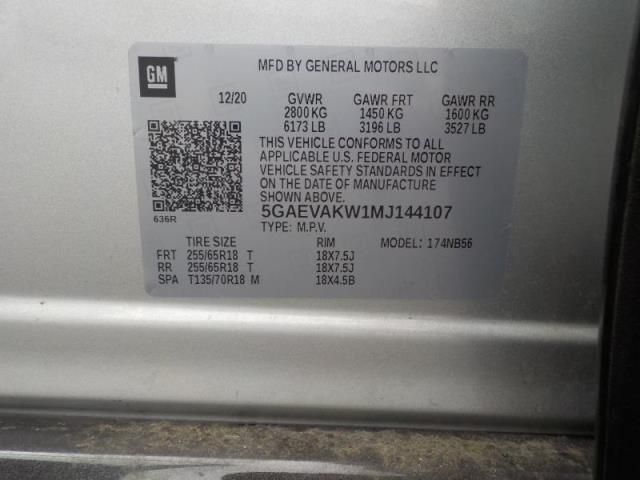 GM
MFD BY GENERAL MOTORS LLC
12/20 GVWR GAWR FRT GAWR RR
2800 KG 1450 KG 1600 KG
6173 LB 3196 LB 3527 LB
THIS VEHICLE CONFORMS TO ALL
APPLICABLE U.S. FEDERAL MOTOR
VEHICLE SAFETY STANDARDS IN EFFECT
ON THE DATE OF MANUFACTURE
SHOWN ABOVE.
636R
5GAEVAKW1MJ144107
TYPE: M.P.V.
TIRE SIZE RIM MODEL: 174NB56
FRT 255/65R18 T 18X7.5J
RR 255/65R18 T 18X7.5J
SPA T135/70R18 M 18X4.5B